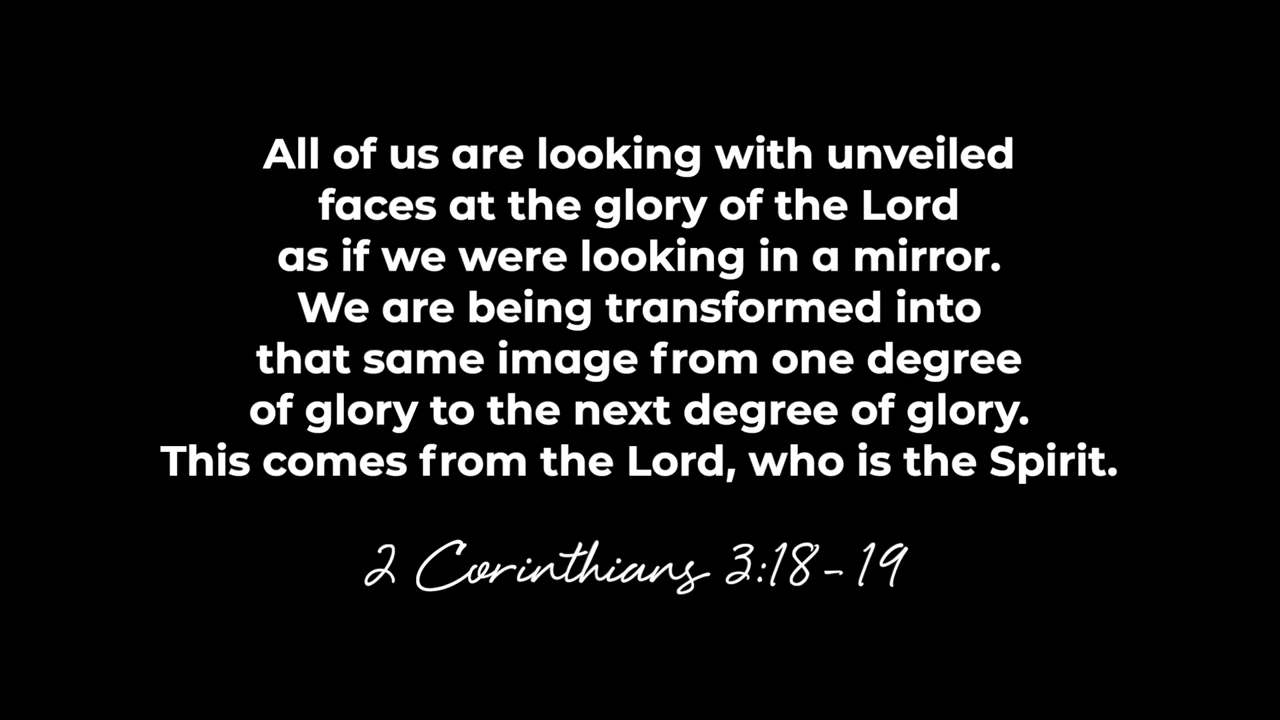 All of us are looking with unveiled
faces at the glory of the Lord
as if we were looking in a mirror.
We are being transformed into
that same image from one degree
of glory to the next degree of glory.
This comes from the Lord, who is the Spirit.
2 Corinthians 3:18-19